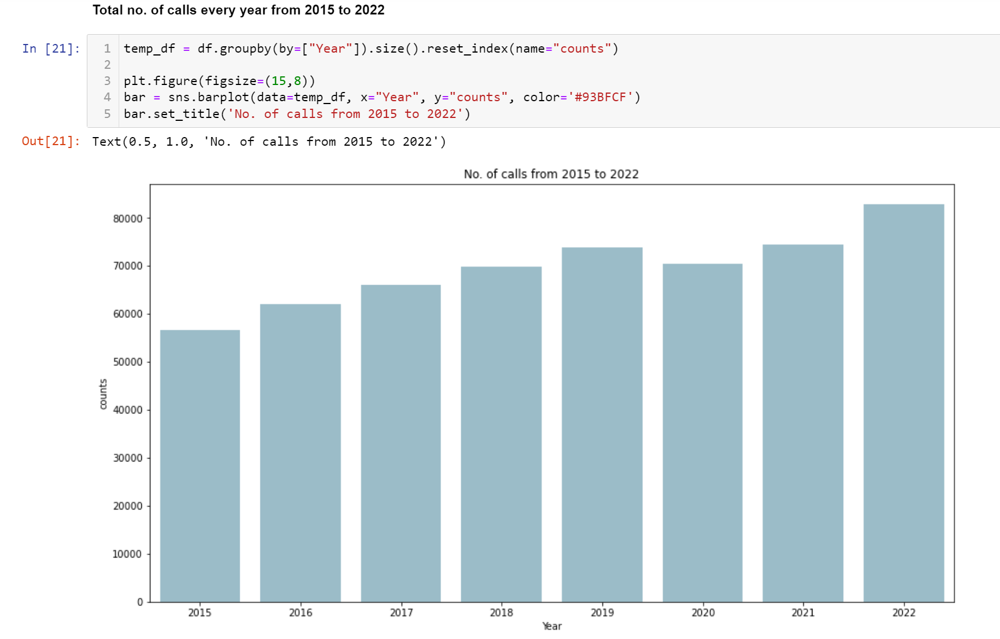 Total no. of calls every year from 2015 to 2022
In [21]:
1 temp_df = df.groupby(by=["Year"]).size().reset_index(name="counts")
2
3 plt.figure(figsize=(15,8))
4 bar = sns.barplot(data=temp_df, x="Year", y="counts", color='#93BFCF')
5 bar.set_title('No. of calls from 2015 to 2022')
Out[21]: Text(0.5, 1.0, 'No. of calls from 2015 to 2022')
No. of calls from 2015 to 2022
80000
70000
60000
50000
counts
40000
30000
20000
10000
0
2015 2016 2017 2018 2019 2020 2021 2022
Year